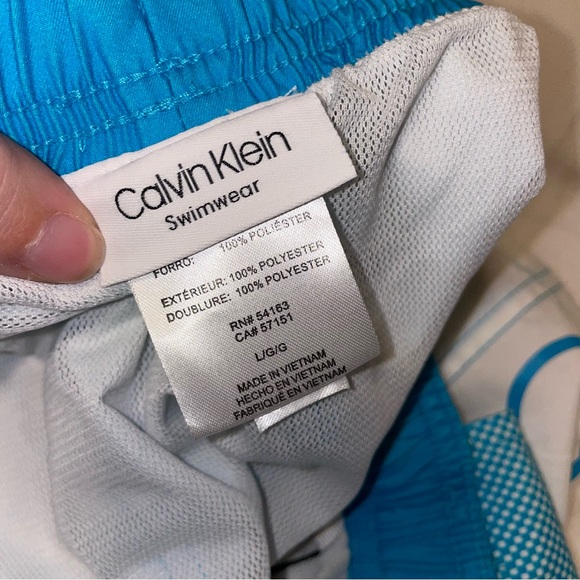 Calvin Klein
Swimwear
FORRO: 100% POLIÉSTER
EXTÉRIEUR: 100% POLYESTER
DOUBLURE: 100% POLYESTER
RN# 54163
CA# 57151
L/G/G
MADE IN VIETNAM
HECHO EN VIETNAM
FABRIQUÉ EN VIETNAM